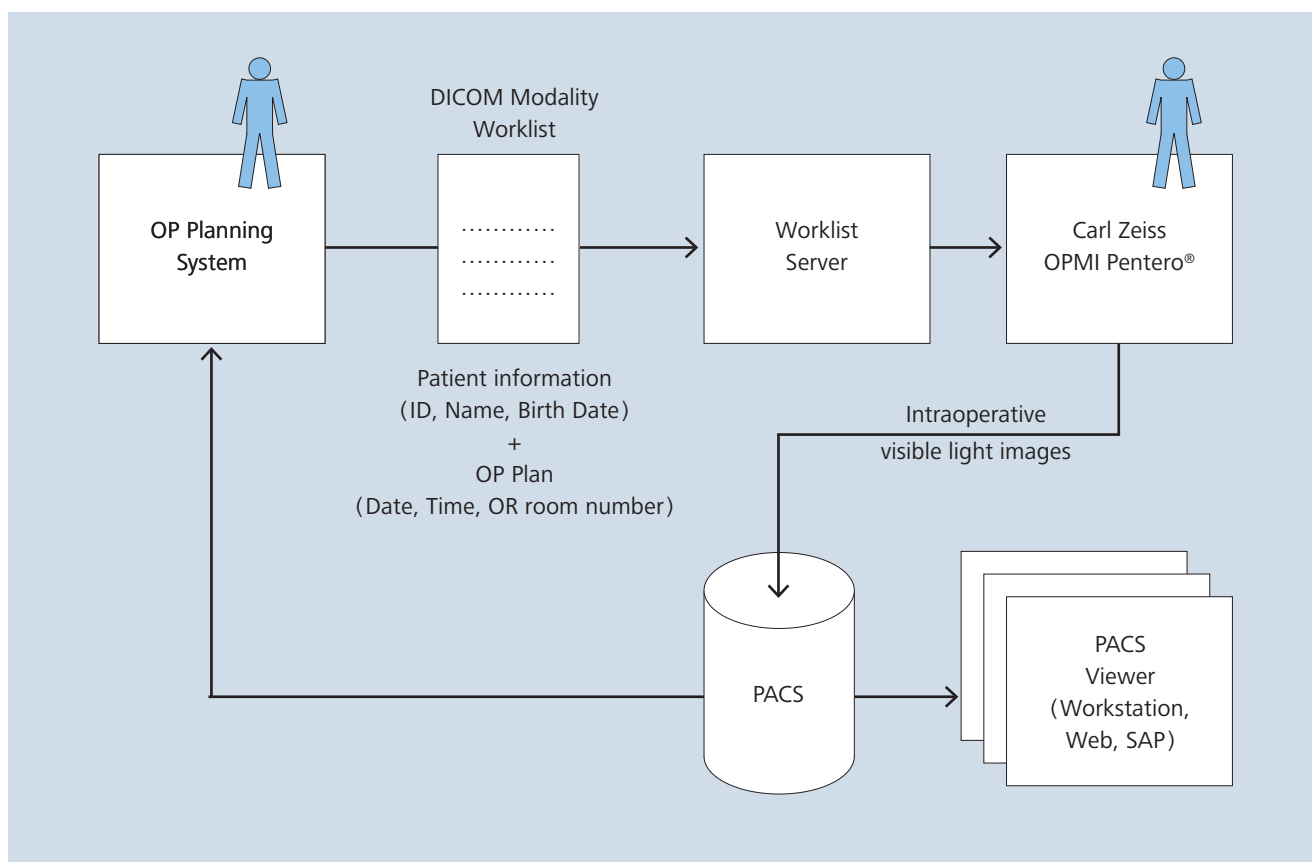 DICOM Modality
Worklist
OP Planning
System
............
............
............
Worklist
Server
Carl Zeiss
OPMI Pentero®
Patient information
(ID, Name, Birth Date)
+
OP Plan
(Date, Time, OR room number)
Intraoperative
visible light images
PACS
PACS
Viewer
(Workstation,
Web, SAP)